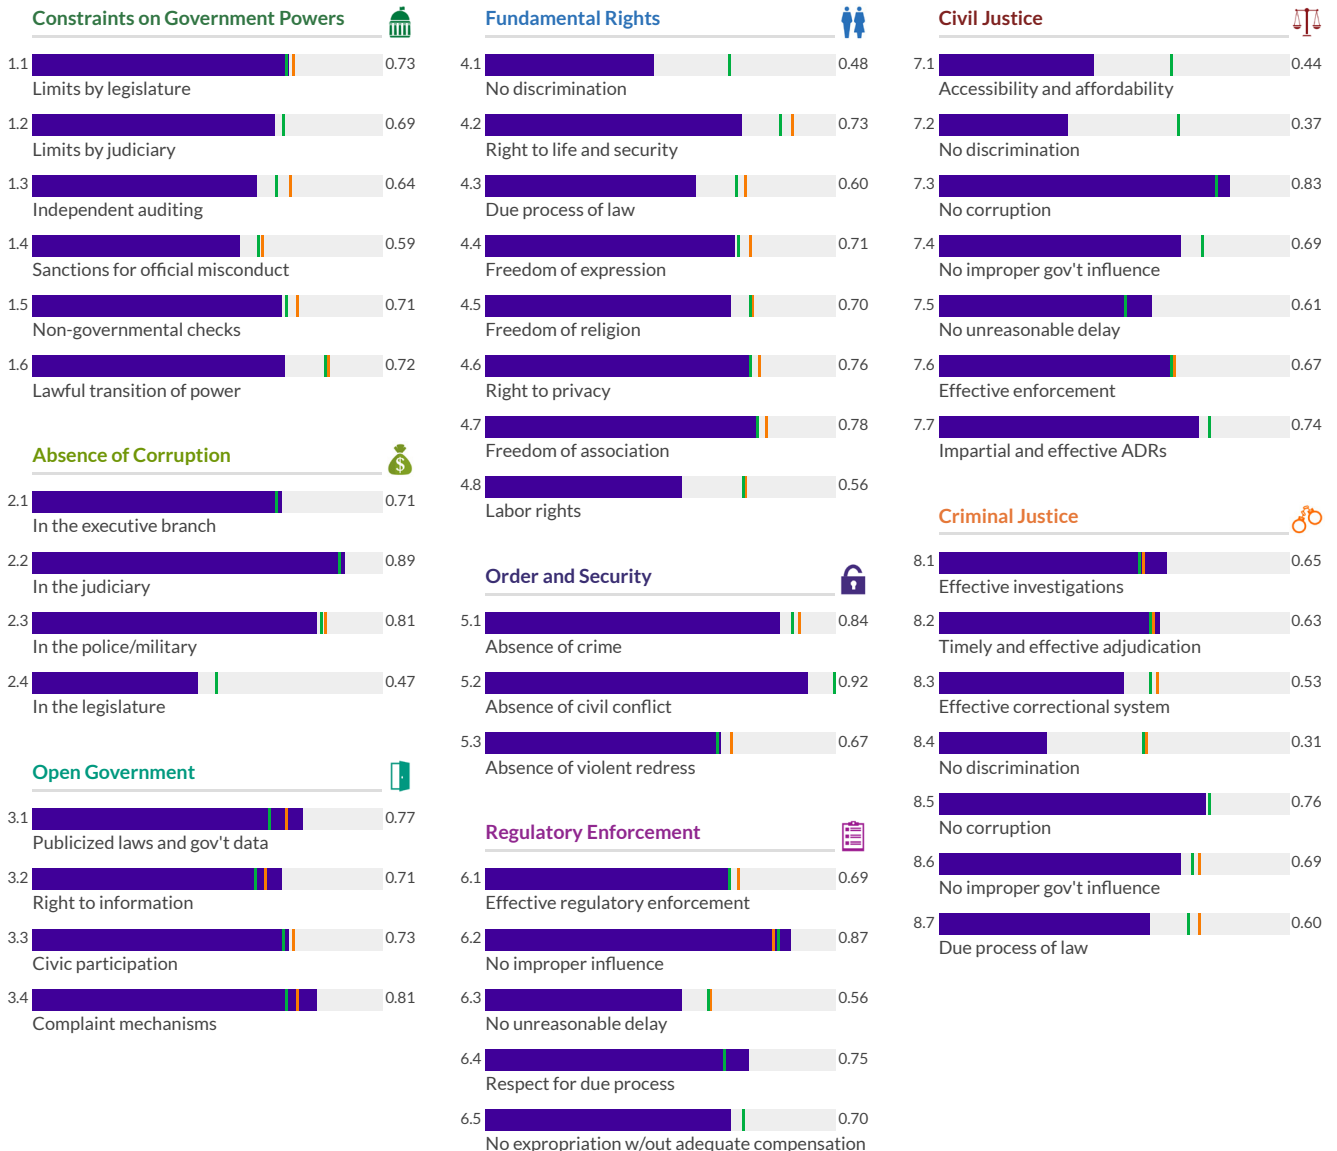 Constraints on Government Powers
1.1 0.73
Limits by legislature
1.2 0.69
Limits by judiciary
1.3 0.64
Independent auditing
1.4 0.59
Sanctions for official misconduct
1.5 0.71
Non-governmental checks
1.6 0.72
Lawful transition of power
Absence of Corruption
$
2.1 0.71
In the executive branch
2.2 0.89
In the judiciary
2.3 0.81
In the police/military
2.4 0.47
In the legislature
Open Government
3.1 0.77
Publicized laws and gov't data
3.2 0.71
Right to information
3.3 0.73
Civic participation
3.4 0.81
Complaint mechanisms
Fundamental Rights
4.1 0.48
No discrimination
4.2 0.73
Right to life and security
4.3 0.60
Due process of law
4.4 0.71
Freedom of expression
4.5 0.70
Freedom of religion
4.6 0.76
Right to privacy
4.7 0.78
Freedom of association
4.8 0.56
Labor rights
Order and Security
5.1 0.84
Absence of crime
5.2 0.92
Absence of civil conflict
5.3 0.67
Absence of violent redress
Regulatory Enforcement
6.1 0.69
Effective regulatory enforcement
6.2 0.87
No improper influence
6.3 0.56
No unreasonable delay
6.4 0.75
Respect for due process
6.5 0.70
No expropriation w/out adequate compensation
Civil Justice
7.1 0.44
Accessibility and affordability
7.2 0.37
No discrimination
7.3 0.83
No corruption
7.4 0.69
No improper gov't influence
7.5 0.61
No unreasonable delay
7.6 0.67
Effective enforcement
7.7 0.74
Impartial and effective ADRs
Criminal Justice
8.1 0.65
Effective investigations
8.2 0.63
Timely and effective adjudication
8.3 0.53
Effective correctional system
8.4 0.31
No discrimination
8.5 0.76
No corruption
8.6 0.69
No improper gov't influence
8.7 0.60
Due process of law